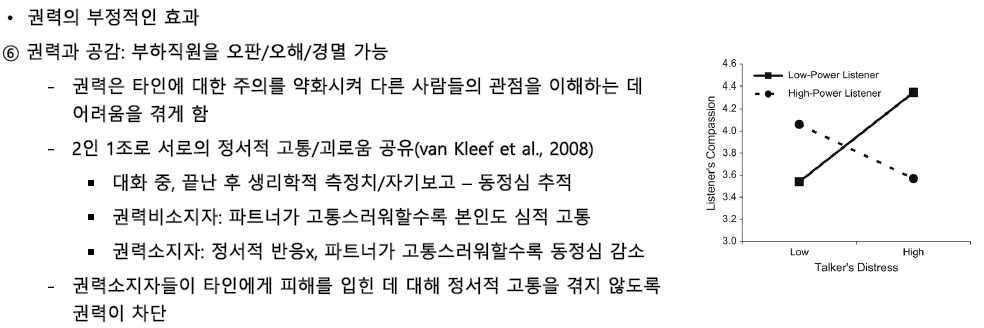 • 권력의 부정적인 효과
⑥ 권력과 공감: 부하직원을 오판/오해/경멸 가능
- 권력은 타인에 대한 주의를 약화시켜 다른 사람들의 관점을 이해하는 데
어려움을 겪게 함
- 2인 1조로 서로의 정서적 고통/괴로움 공유(van Kleef et al., 2008)
▪ 대화 중, 끝난 후 생리학적 측정치/자기보고 – 동정심 추적
▪ 권력비소지자: 파트너가 고통스러워할수록 본인도 심적 고통
▪ 권력소지자: 정서적 반응x, 파트너가 고통스러워할수록 동정심 감소
- 권력소지자들이 타인에게 피해를 입힌 데 대해 정서적 고통을 겪지 않도록
권력이 차단
Listener's Compassion
4.6
4.4
4.2
4.0
3.8
3.6
3.4
3.2
3.0
Low-Power Listener
High-Power Listener
Low High
Talker's Distress